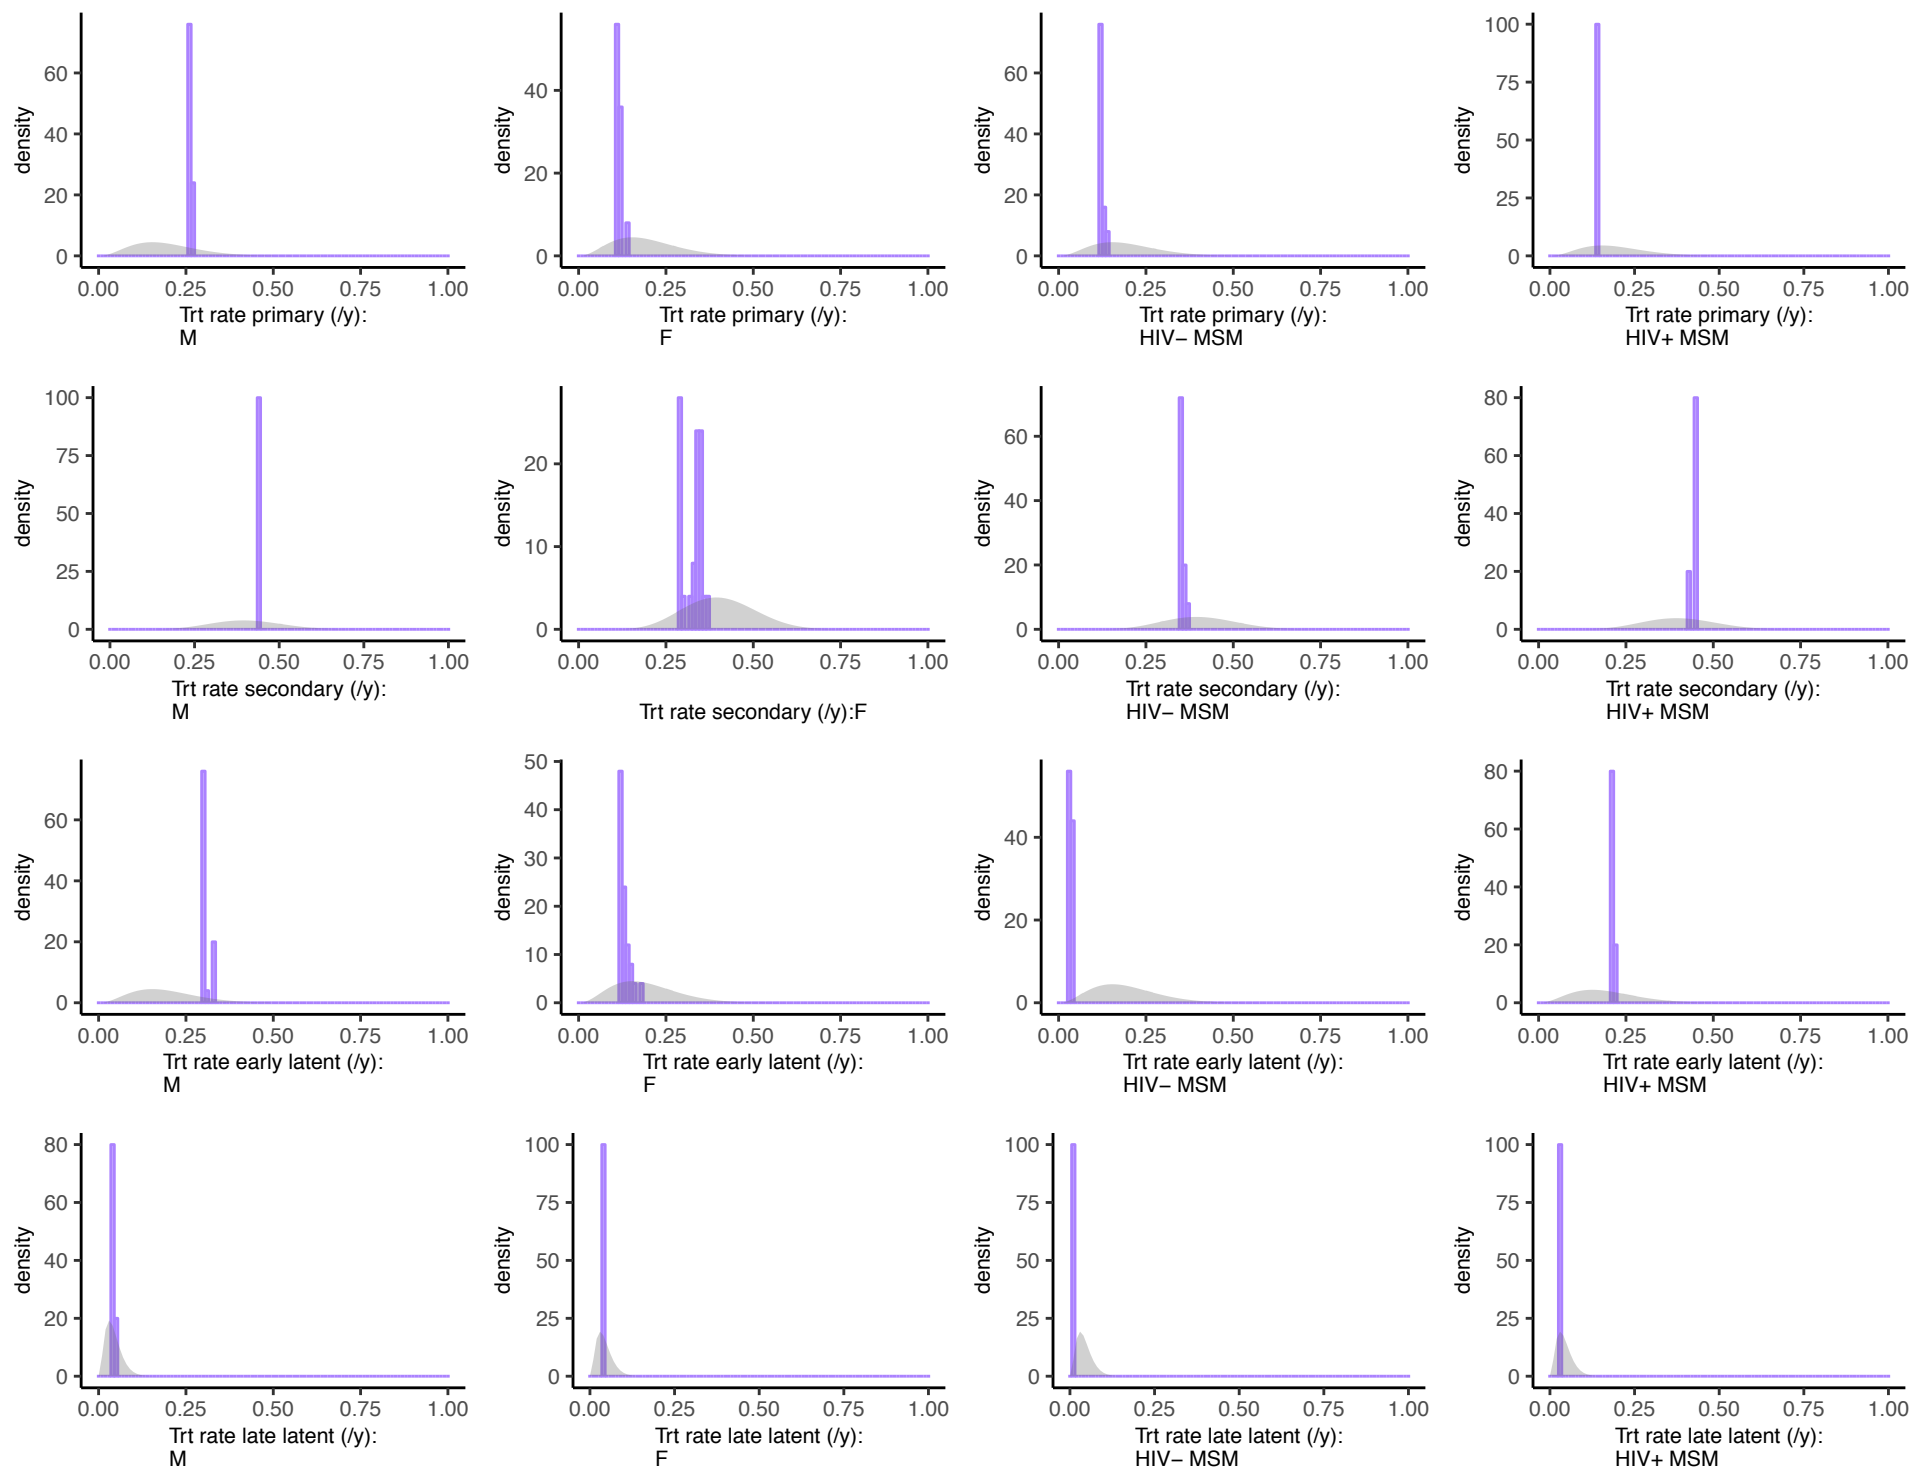 density
60
40
20
0
0.00 0.25 0.50 0.75 1.00
Trt rate primary (/y):
M
density
40
20
0
0.00 0.25 0.50 0.75 1.00
Trt rate primary (/y):
F
density
60
40
20
0
0.00 0.25 0.50 0.75 1.00
Trt rate primary (/y):
HIV− MSM
density
100
75
50
25
0
0.00 0.25 0.50 0.75 1.00
Trt rate primary (/y):
HIV+ MSM
density
100
75
50
25
0
0.00 0.25 0.50 0.75 1.00
Trt rate secondary (/y):
M
density
20
10
0
0.00 0.25 0.50 0.75 1.00
Trt rate secondary (/y):F
density
60
40
20
0
0.00 0.25 0.50 0.75 1.00
Trt rate secondary (/y):
HIV− MSM
density
80
60
40
20
0
0.00 0.25 0.50 0.75 1.00
Trt rate secondary (/y):
HIV+ MSM
density
60
40
20
0
0.00 0.25 0.50 0.75 1.00
Trt rate early latent (/y):
M
density
50
40
30
20
10
0
0.00 0.25 0.50 0.75 1.00
Trt rate early latent (/y):
F
density
40
20
0
0.00 0.25 0.50 0.75 1.00
Trt rate early latent (/y):
HIV− MSM
density
80
60
40
20
0
0.00 0.25 0.50 0.75 1.00
Trt rate early latent (/y):
HIV+ MSM
density
80
60
40
20
0
0.00 0.25 0.50 0.75 1.00
Trt rate late latent (/y):
M
density
100
75
50
25
0
0.00 0.25 0.50 0.75 1.00
Trt rate late latent (/y):
F
density
100
75
50
25
0
0.00 0.25 0.50 0.75 1.00
Trt rate late latent (/y):
HIV− MSM
density
100
75
50
25
0
0.00 0.25 0.50 0.75 1.00
Trt rate late latent (/y):
HIV+ MSM